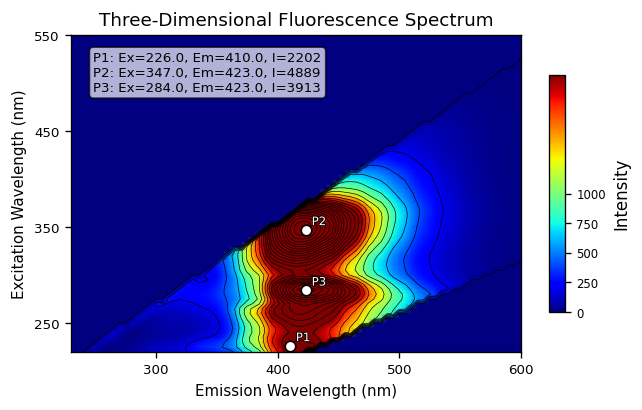 Three-Dimensional Fluorescence Spectrum
P1: Ex=226.0, Em=410.0, I=2202
P2: Ex=347.0, Em=423.0, I=4889
P3: Ex=284.0, Em=423.0, I=3913
550
450
350
250
Excitation Wavelength (nm)
P2
P3
P1
300
400
500
600
Emission Wavelength (nm)
1000
750
500
250
0
Intensity